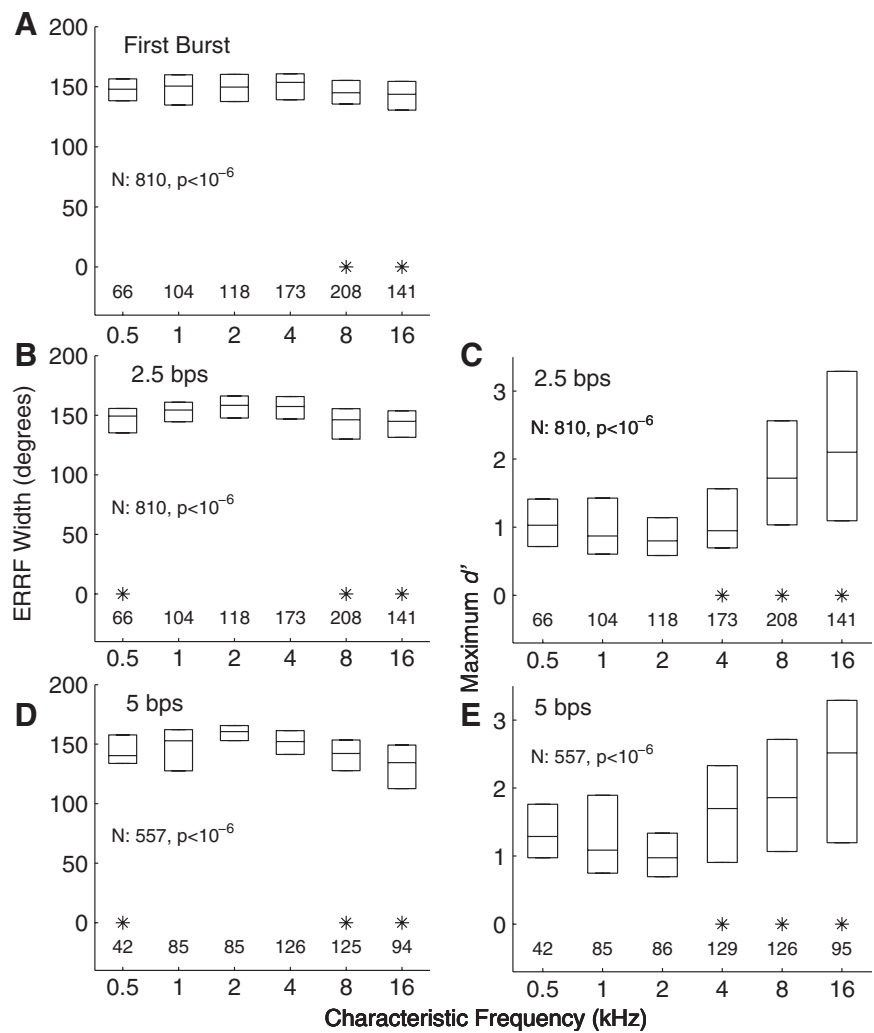 A
First Burst
200
150
100
50
0
N: 810, p<10⁻⁶
* *
66 104 118 173 208 141
0.5 1 2 4 8 16
B
2.5 bps
200
150
100
50
0
N: 810, p<10⁻⁶
* * *
66 104 118 173 208 141
0.5 1 2 4 8 16
ERRF Width (degrees)
C
2.5 bps
3
2
1
0
N: 810, p<10⁻⁶
* * *
66 104 118 173 208 141
0.5 1 2 4 8 16
Maximum d'
D
5 bps
200
150
100
50
0
N: 557, p<10⁻⁶
* * *
42 85 85 126 125 94
0.5 1 2 4 8 16
E
5 bps
3
2
1
0
N: 557, p<10⁻⁶
* * *
42 85 86 129 126 95
0.5 1 2 4 8 16
Characteristic Frequency (kHz)